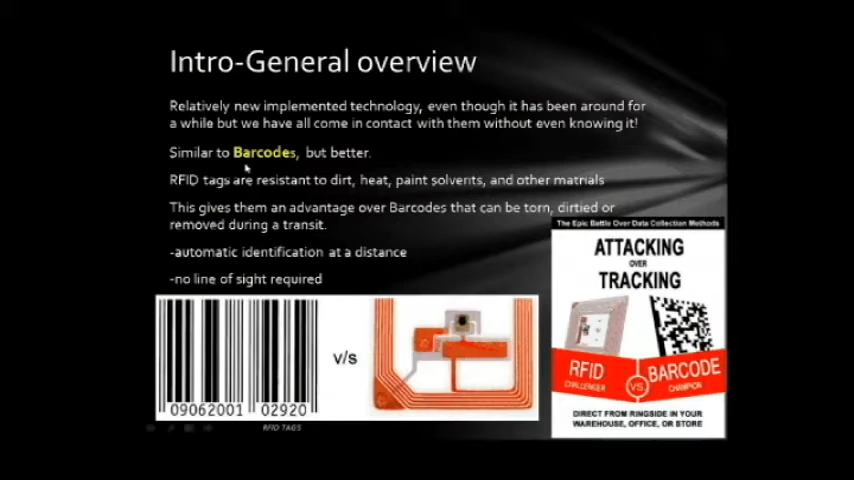 Intro-General overview
Relatively new implemented technology, even though it has been around for
a while but we have all come in contact with them without even knowing it!
Similar to Barcodes, but better.
RFID tags are resistant to dirt, heat, paint solvents, and other matrials
This gives them an advantage over Barcodes that can be torn, dirtied or
removed during a transit.
-automatic identification at a distance
-no line of sight required
09062001 02920
v/s
The Epic Battle Over Data Collection Methods
ATTACKING
OVER
TRACKING
RFID
CHALLENGER
VS
BARCODE
CHAMPION
DIRECT FROM RINGSIDE IN YOUR
WAREHOUSE, OFFICE, OR STORE
RFID TAGS